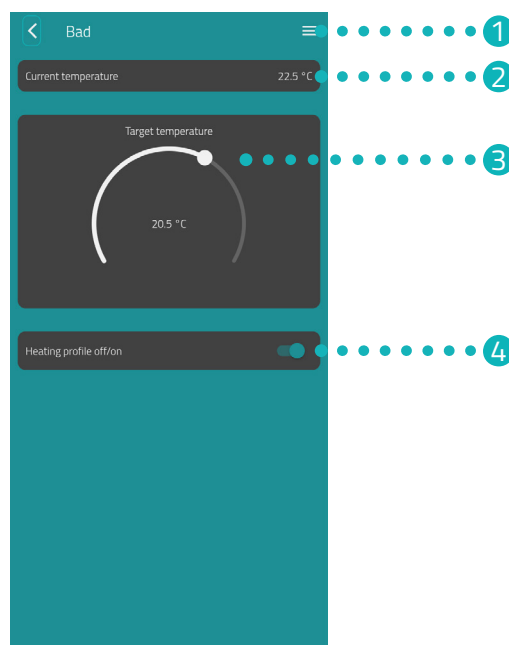 Bad
1
Current temperature 22.5 °C
2
Target temperature
3
20.5 °C
Heating profile off/on
4